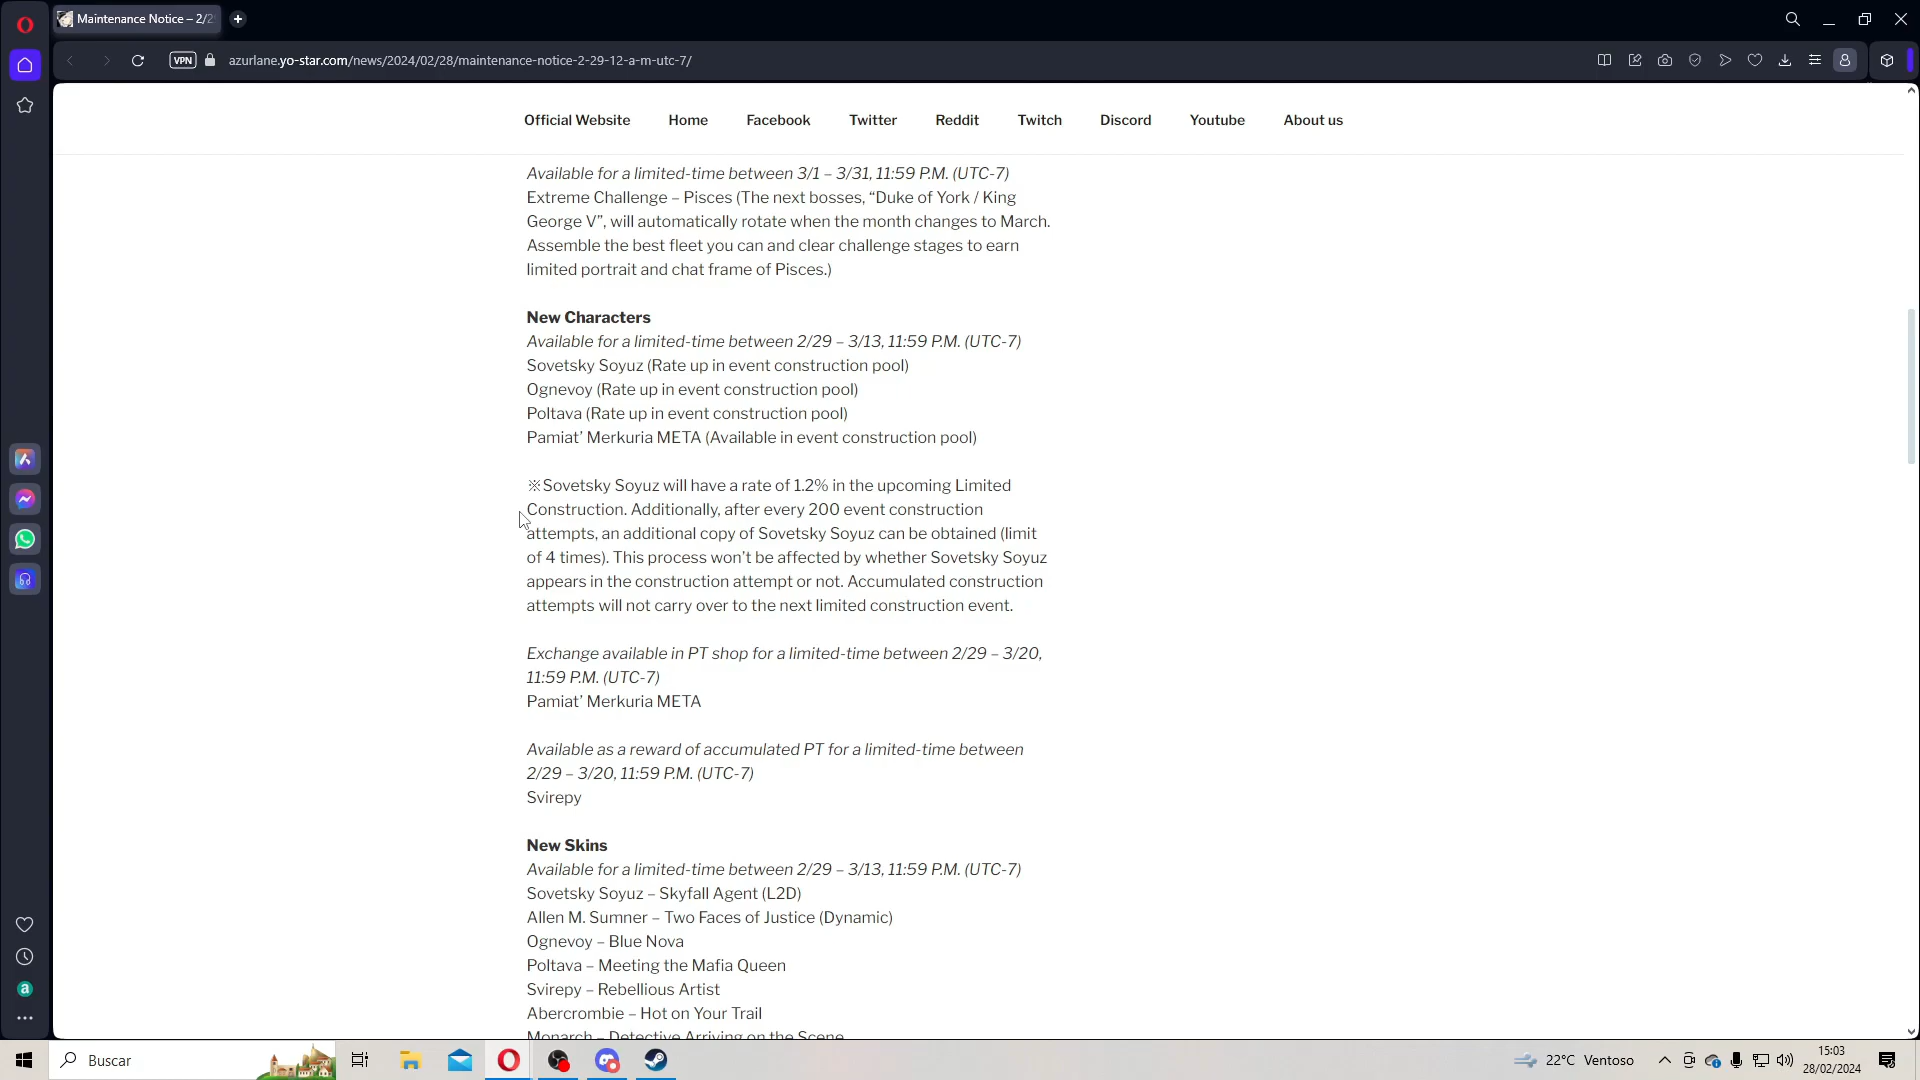 Maintenance Notice – 2/2
VPN
azurlane.yo-star.com/news/2024/02/28/maintenance-notice-2-29-12-a-m-utc-7/
Official Website Home Facebook Twitter Reddit Twitch Discord Youtube About us
Available for a limited-time between 3/1 – 3/31, 11:59 P.M. (UTC-7)
Extreme Challenge – Pisces (The next bosses, “Duke of York / King
George V”, will automatically rotate when the month changes to March.
Assemble the best fleet you can and clear challenge stages to earn
limited portrait and chat frame of Pisces.)
New Characters
Available for a limited-time between 2/29 – 3/13, 11:59 P.M. (UTC-7)
Sovetsky Soyuz (Rate up in event construction pool)
Ognevoy (Rate up in event construction pool)
Poltava (Rate up in event construction pool)
Pamiat’ Merkuria META (Available in event construction pool)
※Sovetsky Soyuz will have a rate of 1.2% in the upcoming Limited
Construction. Additionally, after every 200 event construction
attempts, an additional copy of Sovetsky Soyuz can be obtained (limit
of 4 times). This process won’t be affected by whether Sovetsky Soyuz
appears in the construction attempt or not. Accumulated construction
attempts will not carry over to the next limited construction event.
Exchange available in PT shop for a limited-time between 2/29 – 3/20,
11:59 P.M. (UTC-7)
Pamiat’ Merkuria META
Available as a reward of accumulated PT for a limited-time between
2/29 – 3/20, 11:59 P.M. (UTC-7)
Svirepy
New Skins
Available for a limited-time between 2/29 – 3/13, 11:59 P.M. (UTC-7)
Sovetsky Soyuz – Skyfall Agent (L2D)
Allen M. Sumner – Two Faces of Justice (Dynamic)
Ognevoy – Blue Nova
Poltava – Meeting the Mafia Queen
Svirepy – Rebellious Artist
Abercrombie – Hot on Your Trail
Monarch – Detective Arriving on the Scene
Buscar
22°C Ventoso
15:03
28/02/2024